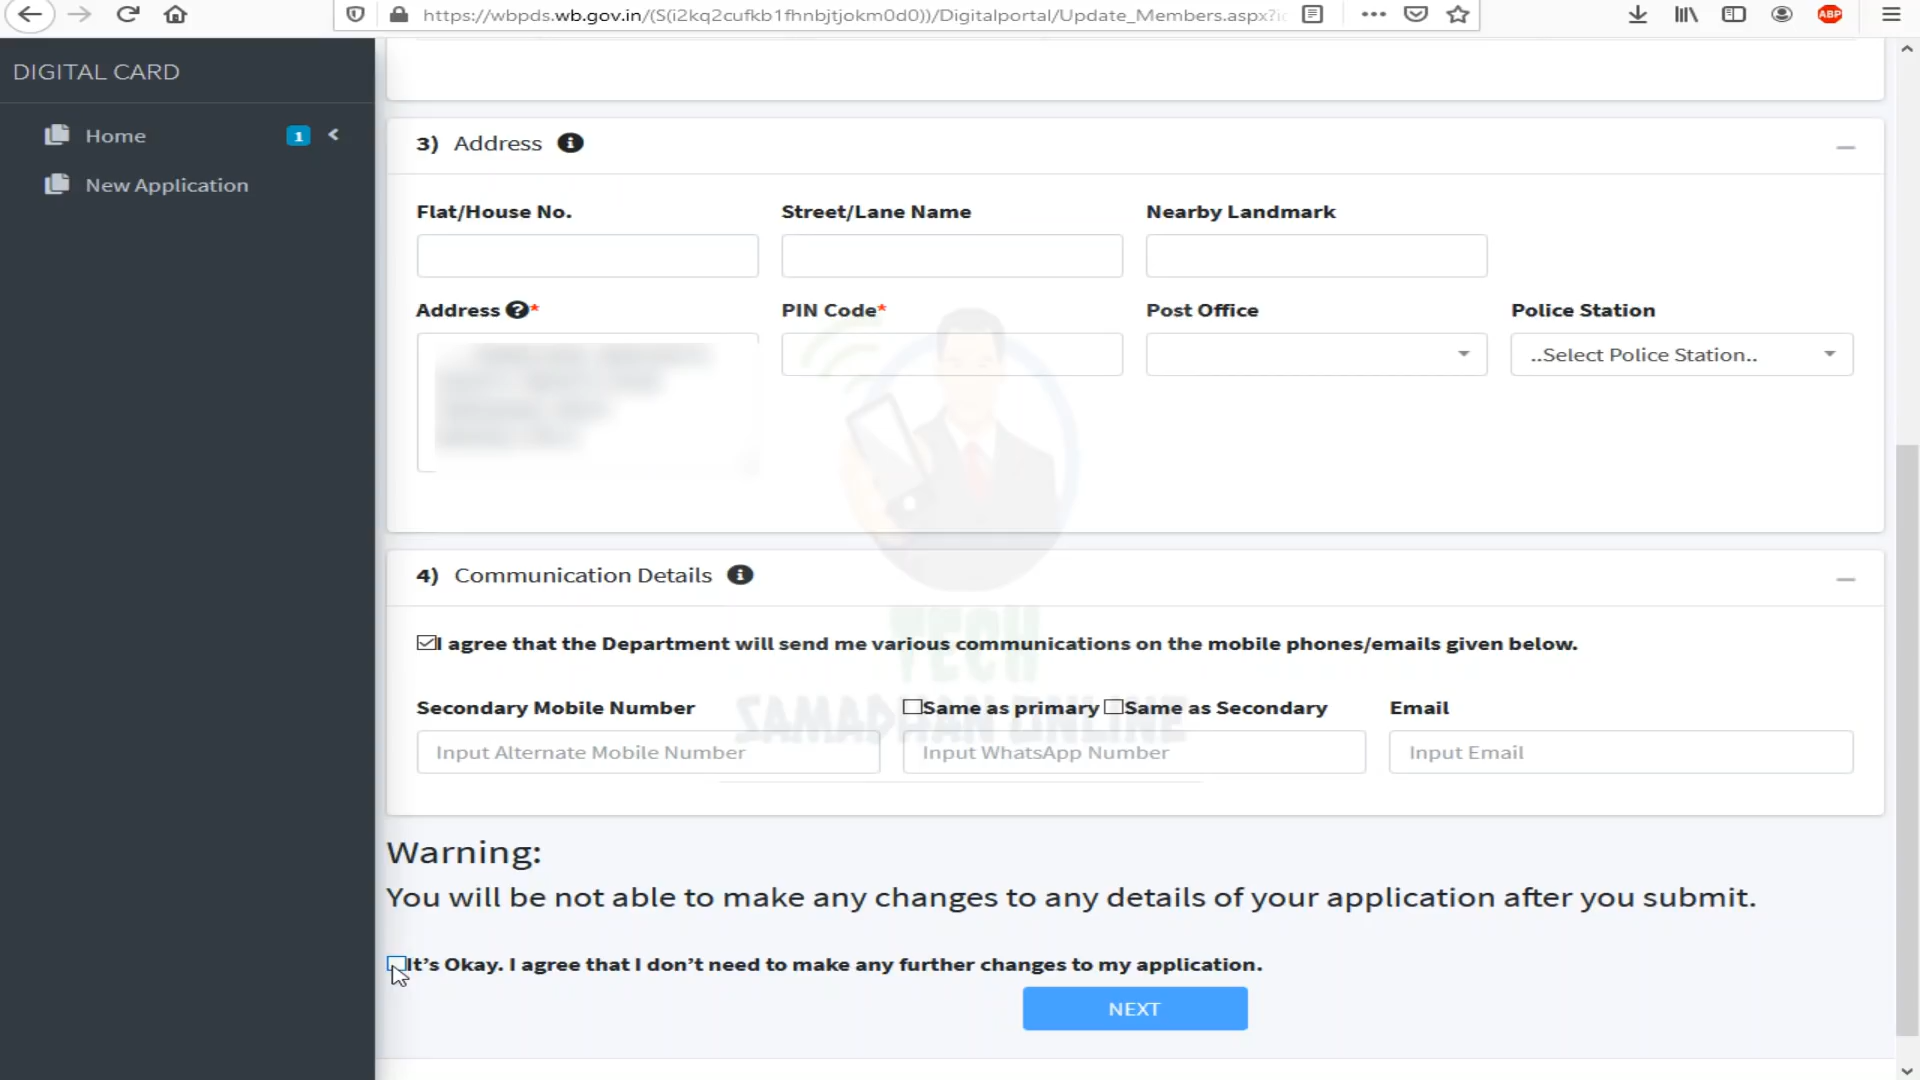 https://wbpds.wb.gov.in/(S(i2kq2cufkb1fhnbjtjokm0d0))/Digitalportal/Update_Members.aspx?
ABP
DIGITAL CARD
Home 1
New Application
3) Address
Flat/House No. Street/Lane Name Nearby Landmark
Address * PIN Code* Post Office Police Station
..Select Police Station..
4) Communication Details
I agree that the Department will send me various communications on the mobile phones/emails given below.
TECH
SAMADHAN ONLINE
Secondary Mobile Number Same as primary Same as Secondary Email
Input Alternate Mobile Number Input WhatsApp Number Input Email
Warning:
You will be not able to make any changes to any details of your application after you submit.
It's Okay. I agree that I don't need to make any further changes to my application.
NEXT